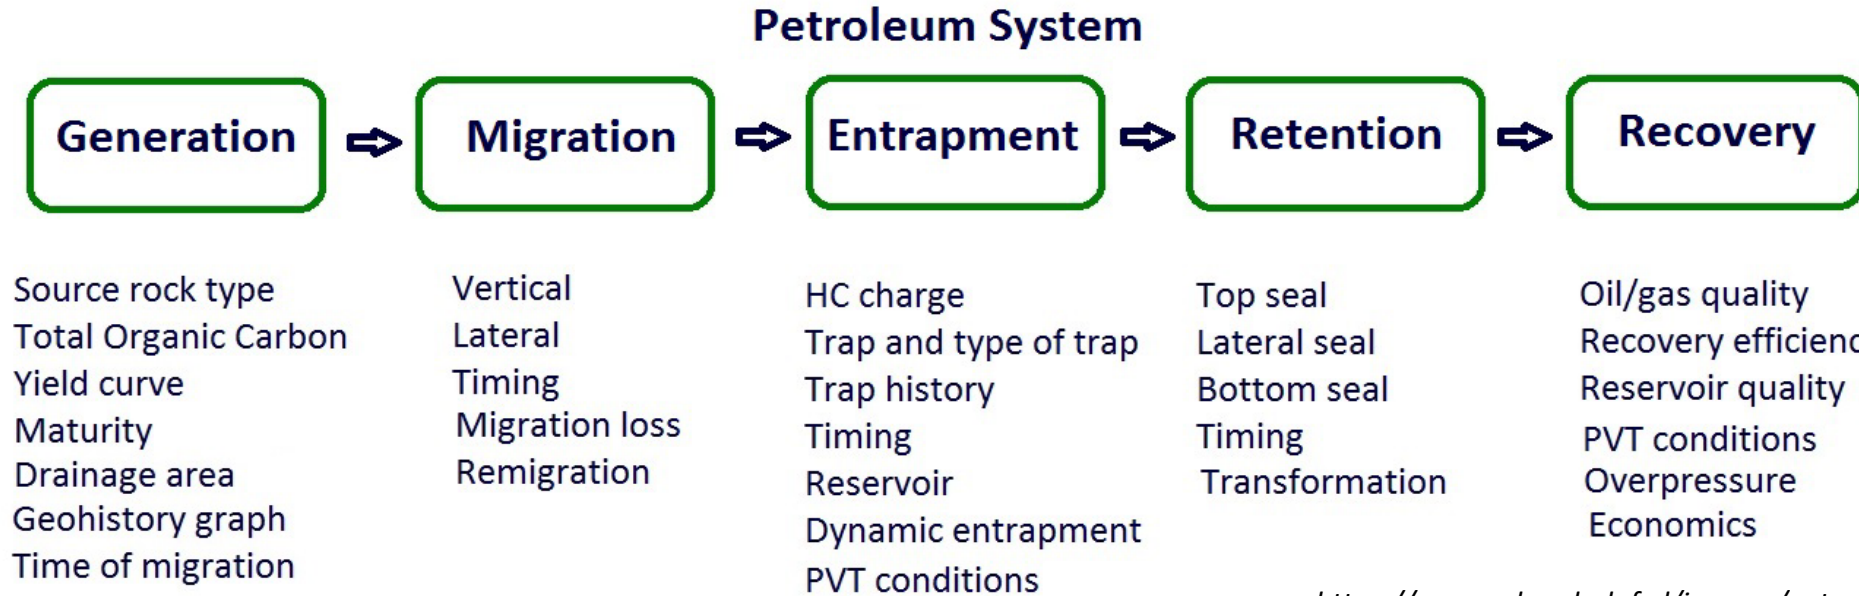 Petroleum System
Generation
Migration
Entrapment
Retention
Recovery
Source rock type
Total Organic Carbon
Yield curve
Maturity
Drainage area
Geohistory graph
Time of migration
Vertical
Lateral
Timing
Migration loss
Remigration
HC charge
Trap and type of trap
Trap history
Timing
Reservoir
Dynamic entrapment
PVT conditions
Top seal
Lateral seal
Bottom seal
Timing
Transformation
Oil/gas quality
Recovery efficienc
Reservoir quality
PVT conditions
Overpressure
Economics